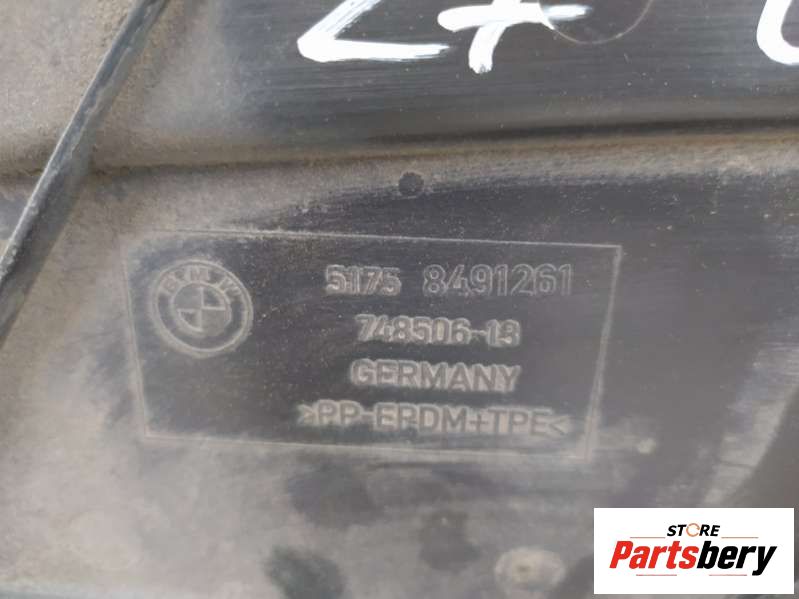 BMW
5175 8491261
748506-13
GERMANY
>PP-EPDM+TPE<
STORE
Partsbery